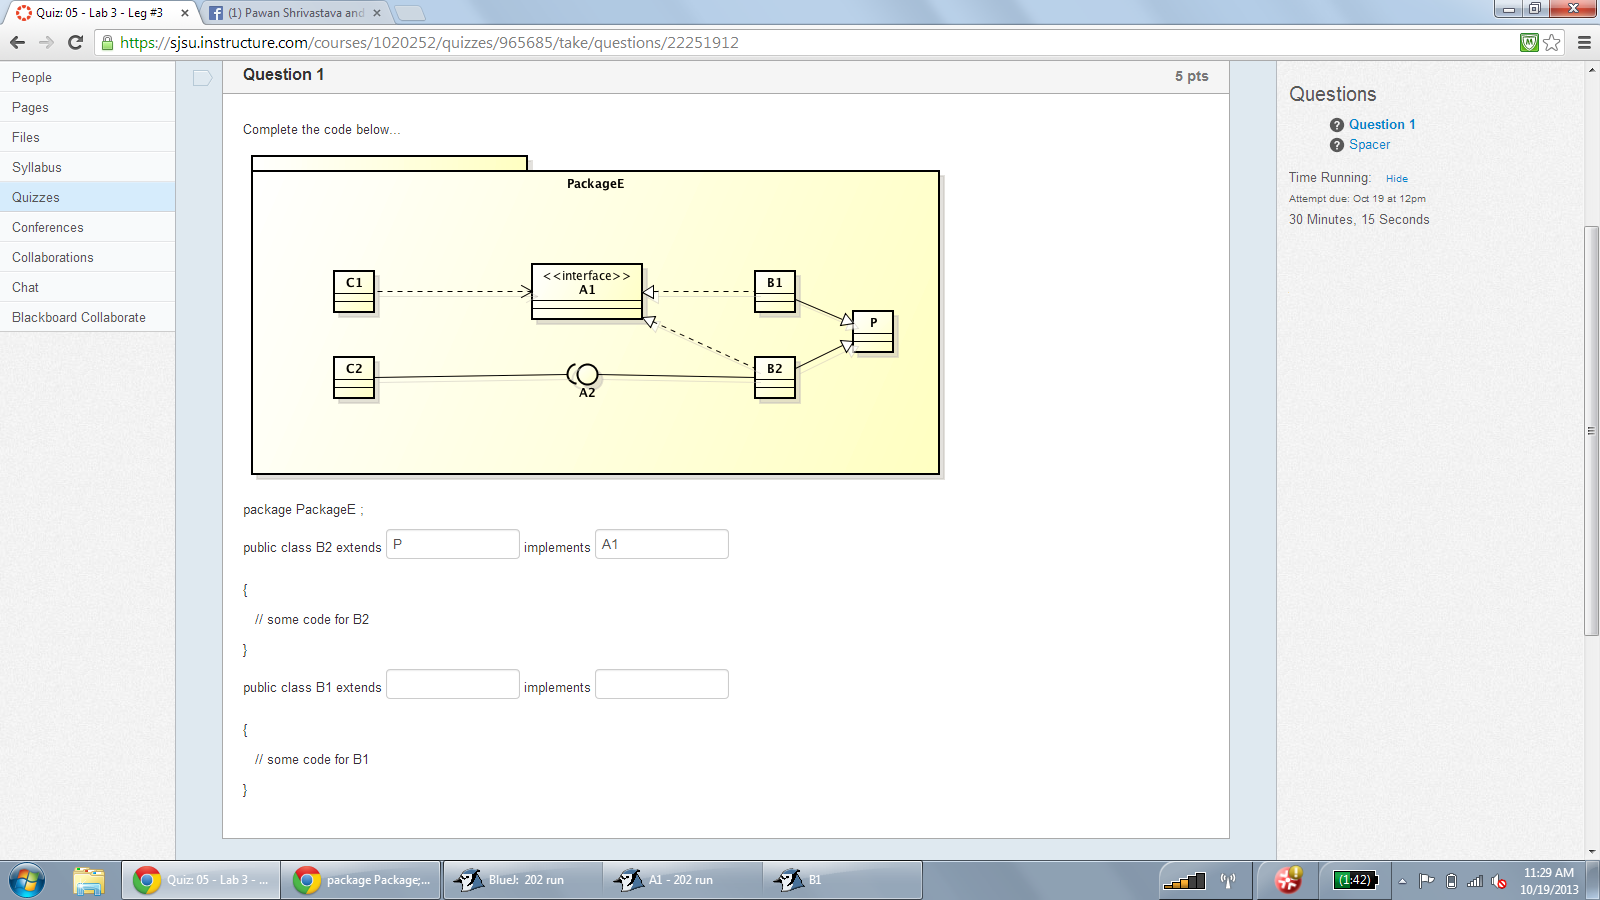 Quiz: 05 - Lab 3 - Leg #3
(1) Pawan Shrivastava and
https://sjsu.instructure.com/courses/1020252/quizzes/965685/take/questions/22251912
People
Pages
Files
Syllabus
Quizzes
Conferences
Collaborations
Chat
Blackboard Collaborate
Question 1
5 pts
Complete the code below...
PackageE
C1
<<interface>>
A1
B1
P
C2
A2
B2
package PackageE ;
public class B2 extends P implements A1
{
// some code for B2
}
public class B1 extends implements
{
// some code for B1
}
Questions
? Question 1
? Spacer
Time Running: Hide
Attempt due: Oct 19 at 12pm
30 Minutes, 15 Seconds
Quiz: 05 - Lab 3 - ...
package Package;...
BlueJ: 202 run
A1 - 202 run
B1
(1:42)
11:29 AM
10/19/2013